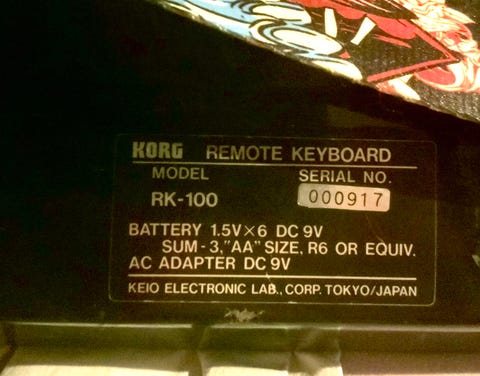 KORG REMOTE KEYBOARD
MODEL SERIAL NO.
RK-100 000917
BATTERY 1.5V×6 DC 9V
SUM-3,"AA" SIZE, R6 OR EQUIV.
AC ADAPTER DC 9V
KEIO ELECTRONIC LAB., CORP. TOKYO/JAPAN